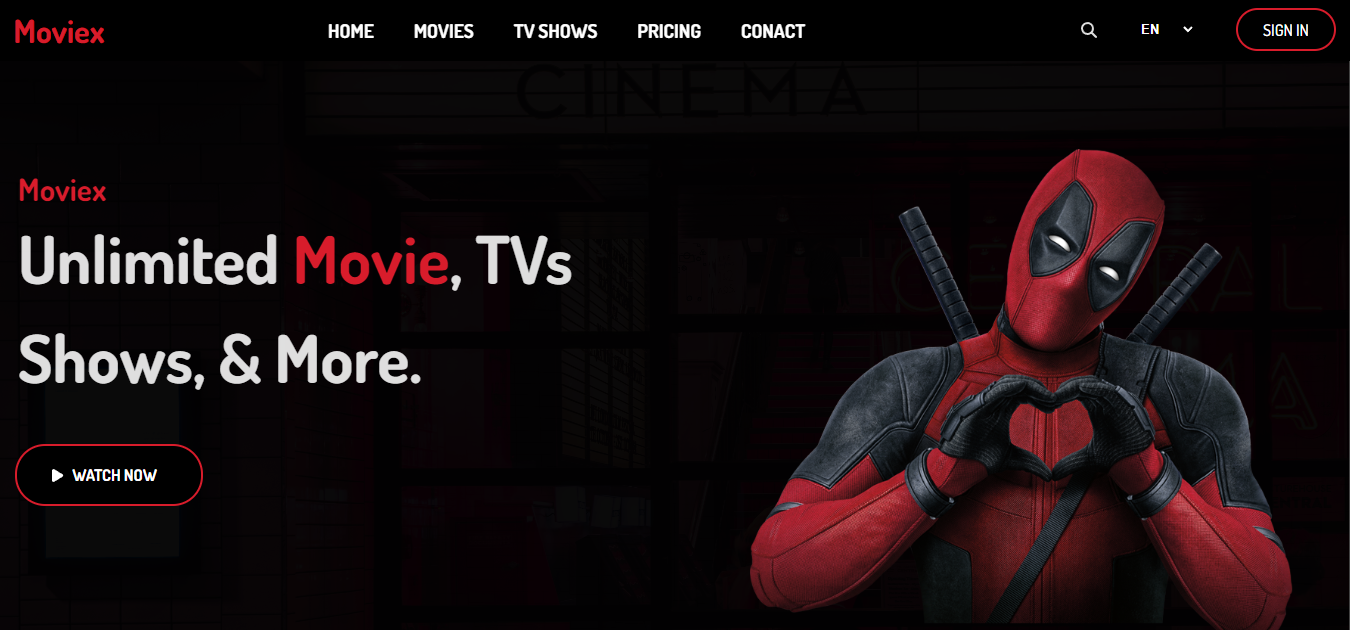 Moviex
HOME MOVIES TV SHOWS PRICING CONACT
EN
SIGN IN
CINEMA
Moviex
Unlimited Movie, TVs
Shows, & More.
WATCH NOW